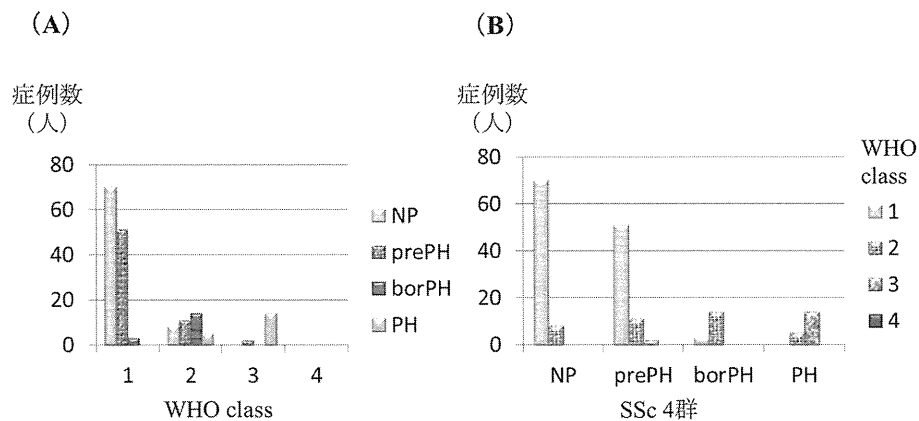 (A)
症例数
(人)
80
60
40
20
0
1 2 3 4
WHO class
NP
prePH
borPH
PH
(B)
症例数
(人)
80
60
40
20
0
NP prePH borPH PH
SSc 4群
WHO
class
1
2
3
4